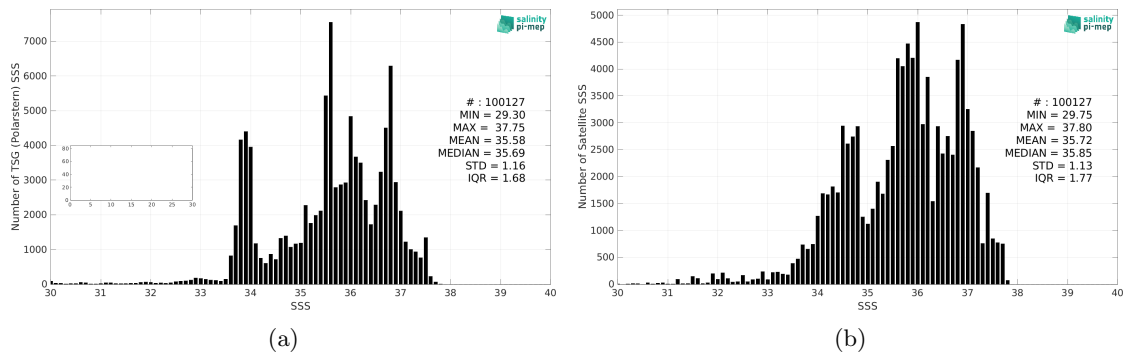 salinity
pi-mep
7000
6000
5000
4000
3000
2000
1000
0
Number of TSG (Polarstern) SSS
# : 100127
MIN = 29.30
MAX = 37.75
MEAN = 35.58
MEDIAN = 35.69
STD = 1.16
IQR = 1.68
80
60
40
20
0
0 5 10 15 20 25 30
30 31 32 33 34 35 36 37 38 39 40
SSS
(a)
salinity
pi-mep
5000
4500
4000
3500
3000
2500
2000
1500
1000
500
0
Number of Satellite SSS
# : 100127
MIN = 29.75
MAX = 37.80
MEAN = 35.72
MEDIAN = 35.85
STD = 1.13
IQR = 1.77
30 31 32 33 34 35 36 37 38 39 40
SSS
(b)